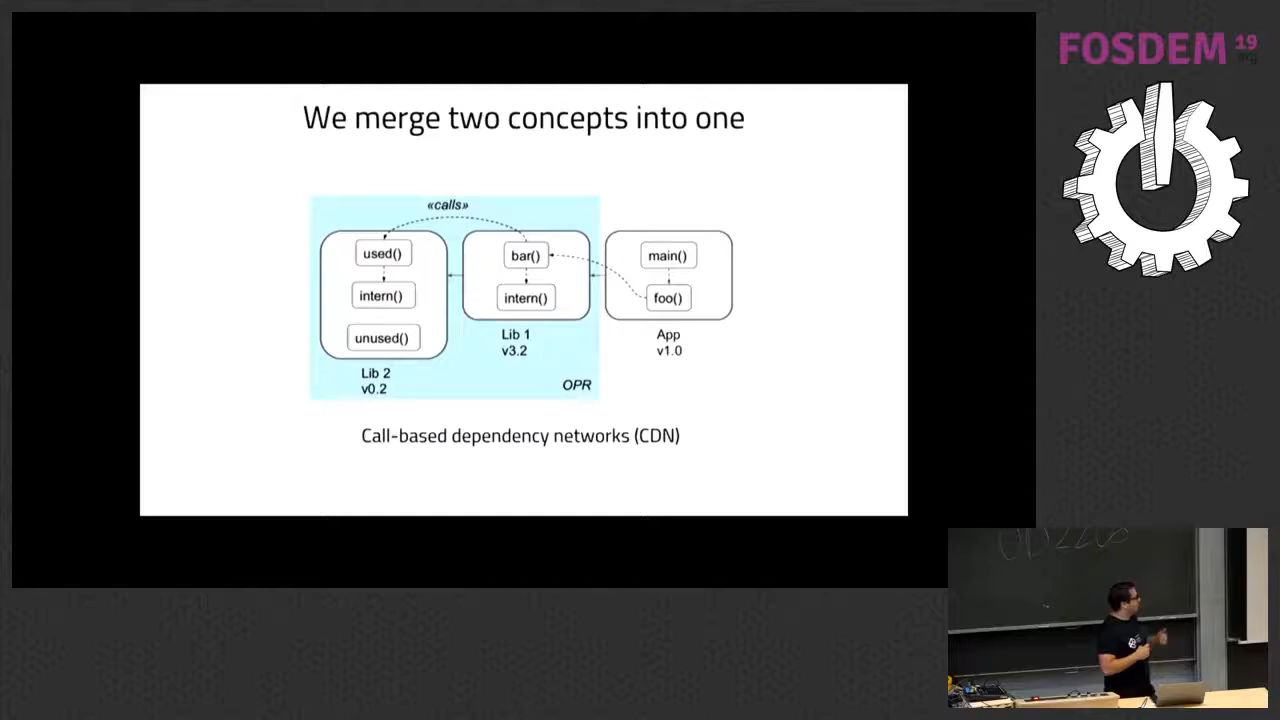 FOSDEM 19
.org
We merge two concepts into one
«calls»
used()
bar()
main()
intern()
intern()
foo()
unused()
Lib 1
v3.2
App
v1.0
Lib 2
v0.2
OPR
Call-based dependency networks (CDN)